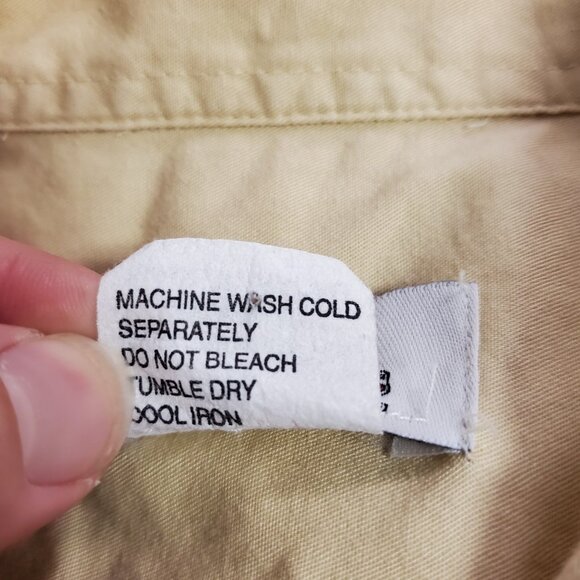 MACHINE WASH COLD
SEPARATELY
DO NOT BLEACH
TUMBLE DRY
COOL IRON